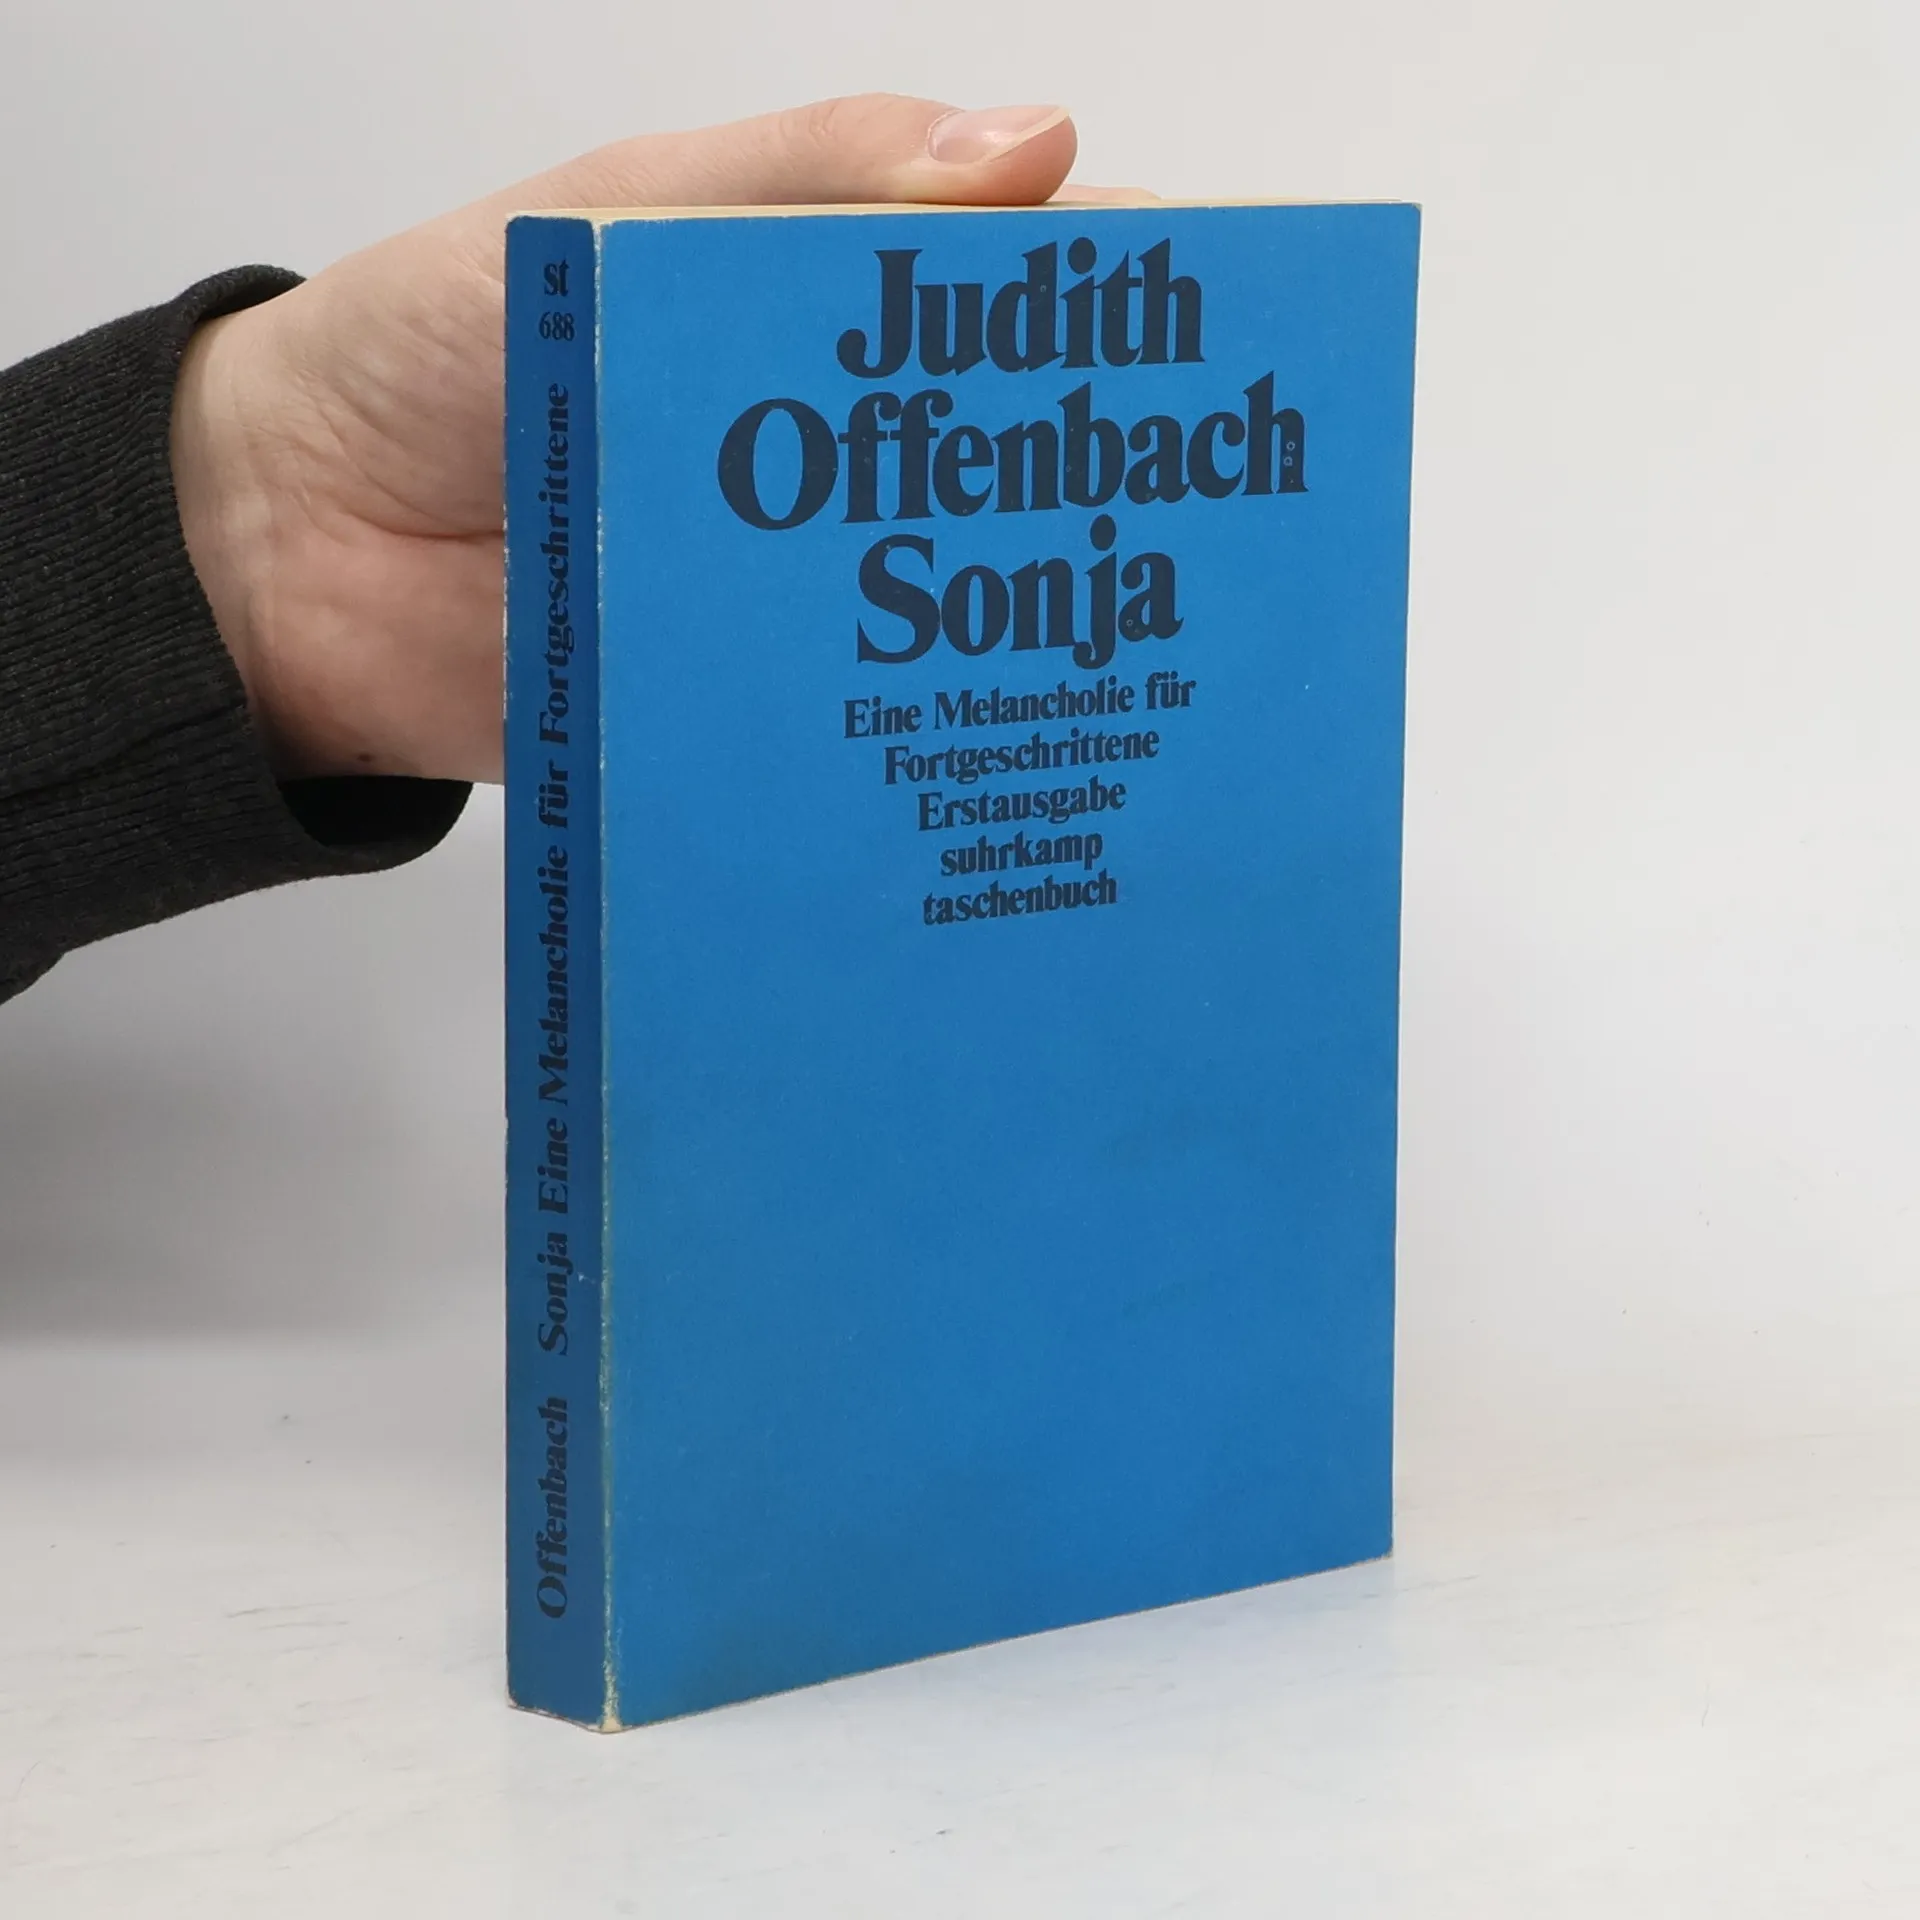 Judith
Offenbach
Sonja
Eine Melancholie für
Fortgeschrittene
Erstausgabe
suhrkamp
taschenbuch
st
688
Offenbach Sonja Eine Melancholie für Fortgeschrittene